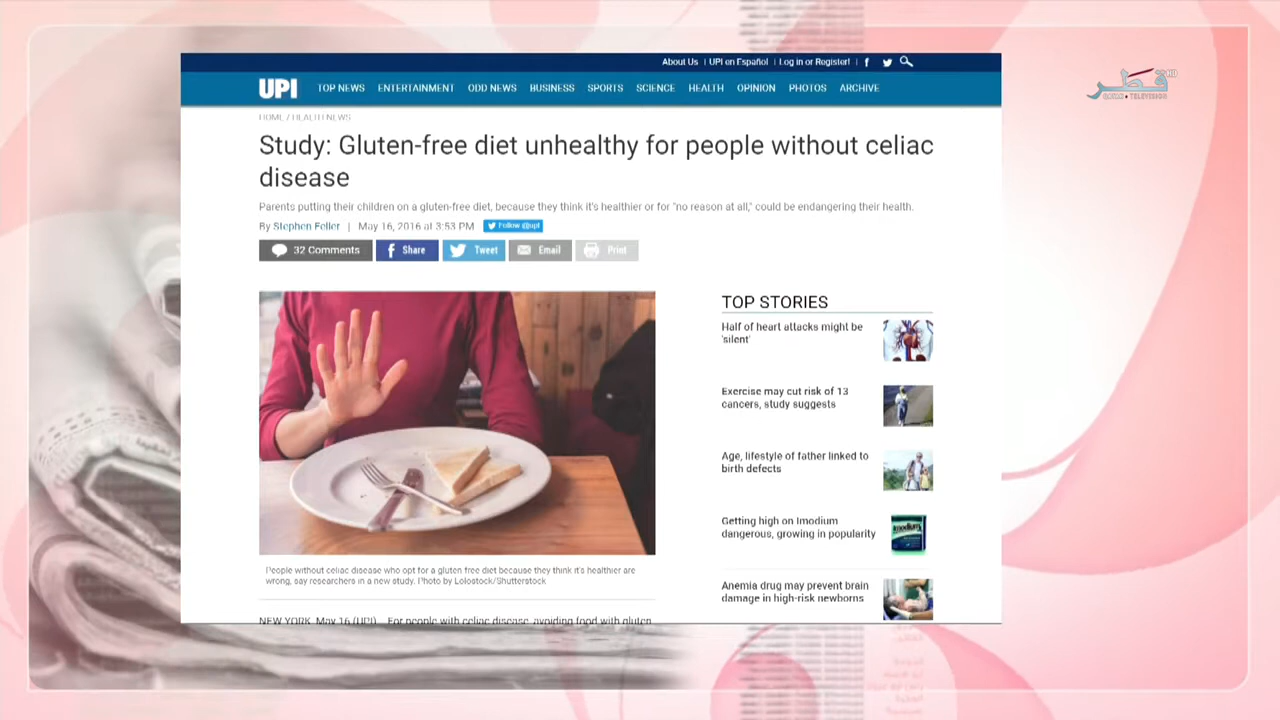 About Us | UPI en Español | Log in or Register! |
قطر HD
TELEVISION
UPI TOP NEWS ENTERTAINMENT ODD NEWS BUSINESS SPORTS SCIENCE HEALTH OPINION PHOTOS ARCHIVE
HOME / HEALTH NEWS
Study: Gluten-free diet unhealthy for people without celiac
disease
Parents putting their children on a gluten-free diet, because they think it's healthier or for "no reason at all," could be endangering their health.
By Stephen Feller | May 16, 2016 at 3:53 PM Follow @upi
32 Comments Share Tweet Email Print
TOP STORIES
Half of heart attacks might be
'silent'
Exercise may cut risk of 13
cancers, study suggests
Age, lifestyle of father linked to
birth defects
Getting high on Imodium
dangerous, growing in popularity
Imodium
Anemia drug may prevent brain
damage in high-risk newborns
People without celiac disease who opt for a gluten free diet because they think it's healthier are
wrong, say researchers in a new study. Photo by Lolostock/Shutterstock
NEW YORK, May 16 (UPI) For people with celiac disease, avoiding food with gluten